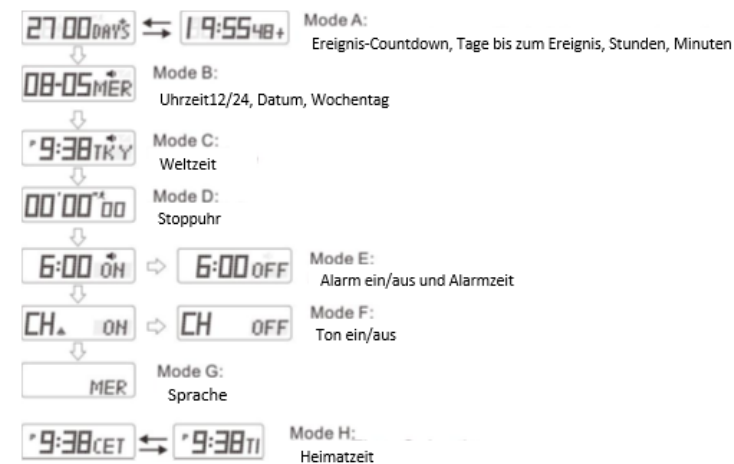 27 00 DAYS 19:55 48+ Mode A:
Ereignis-Countdown, Tage bis zum Ereignis, Stunden, Minuten
08-05 MER Mode B:
Uhrzeit12/24, Datum, Wochentag
9:38 TKY Mode C:
Weltzeit
00'00"00 Mode D:
Stoppuhr
6:00 ON 6:00 OFF Mode E:
Alarm ein/aus und Alarmzeit
CH ON CH OFF Mode F:
Ton ein/aus
MER Mode G:
Sprache
P 9:38 CET P 9:38 TI Mode H:
Heimatzeit